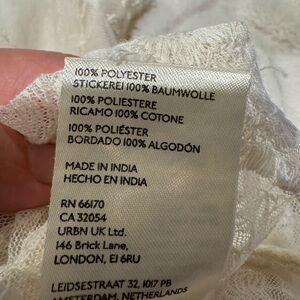 100% POLYESTER
STICKEREI 100% BAUMWOLLE
100% POLIESTERE
RICAMO 100% COTONE
100% POLIÉSTER
BORDADO 100% ALGODÓN
MADE IN INDIA
HECHO EN INDIA
RN 66170
CA 32054
URBN UK Ltd.
146 Brick Lane,
LONDON, E1 6RU
LEIDSESTRAAT 32, 1017 PB
AMSTERDAM, NETHERLANDS